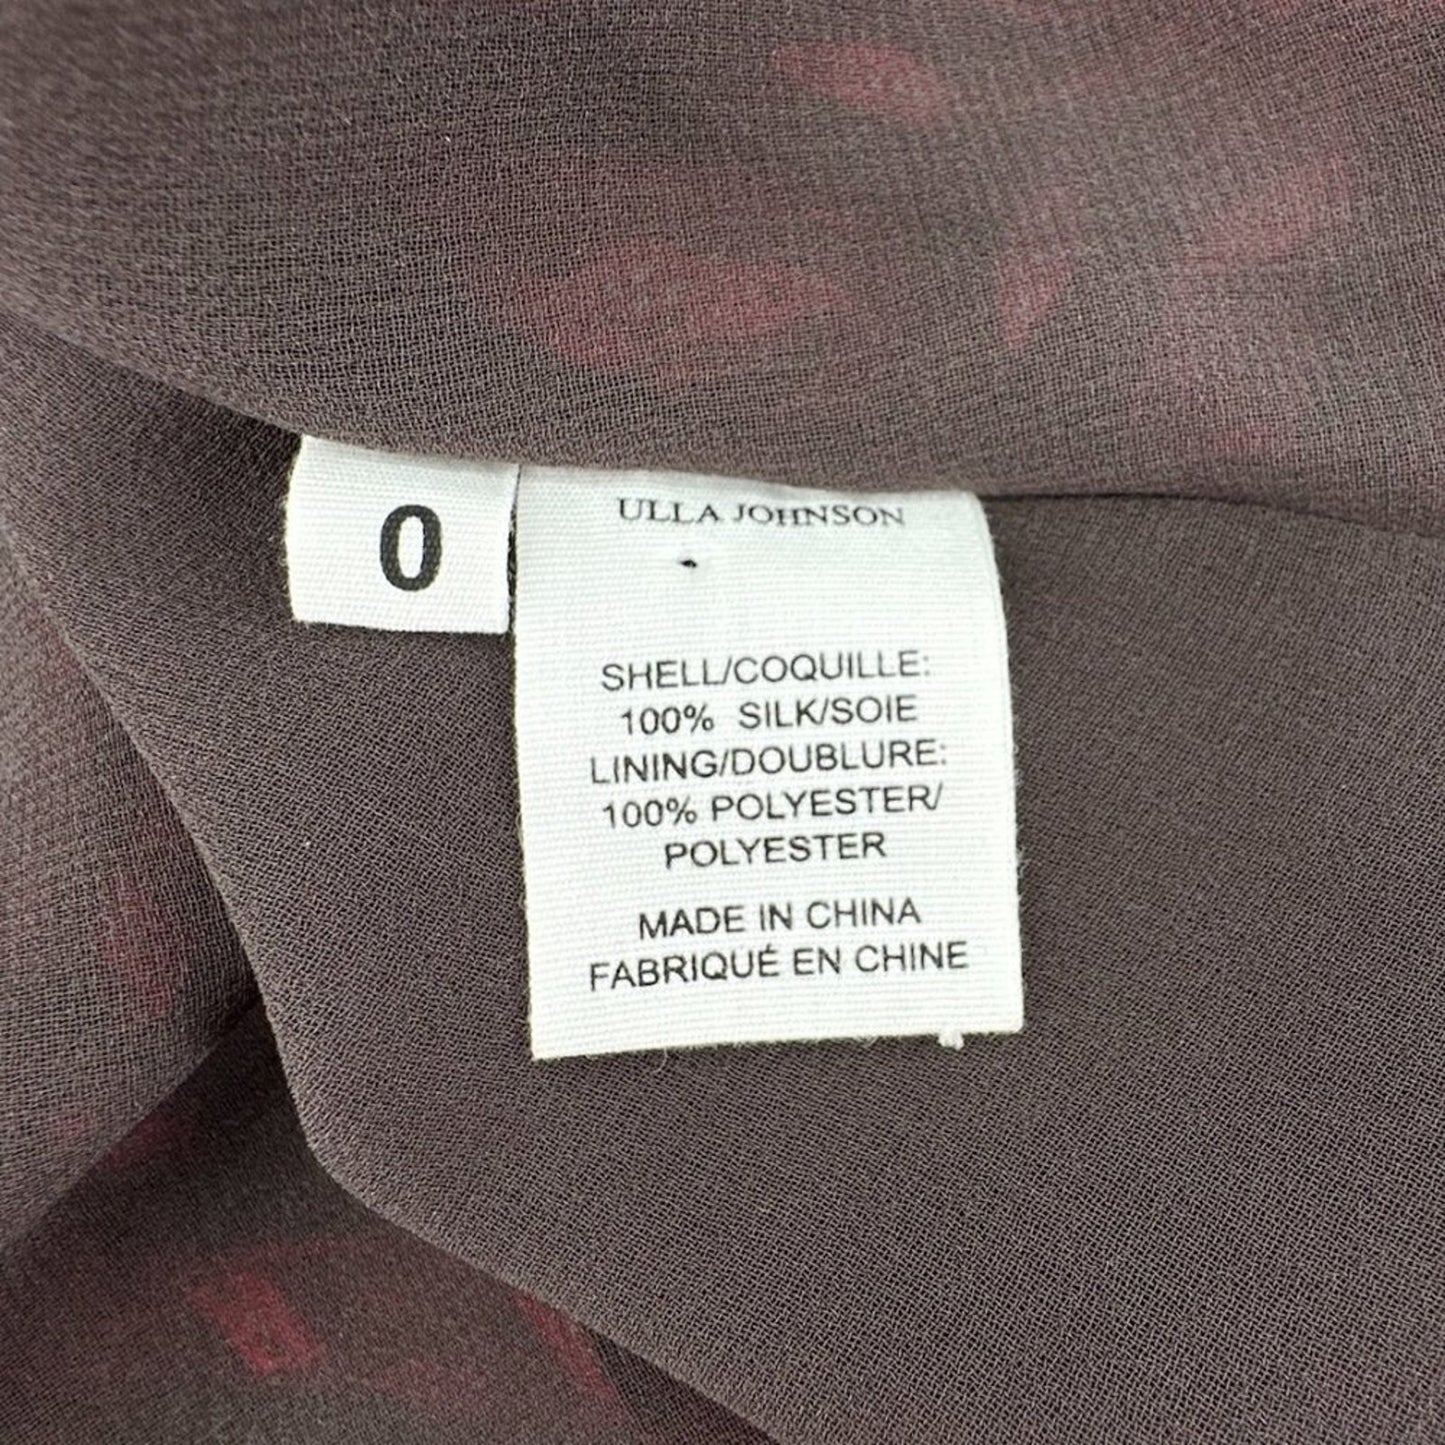 0
ULLA JOHNSON
SHELL/COQUILLE:
100% SILK/SOIE
LINING/DOUBLURE:
100% POLYESTER/
POLYESTER
MADE IN CHINA
FABRIQUÉ EN CHINE